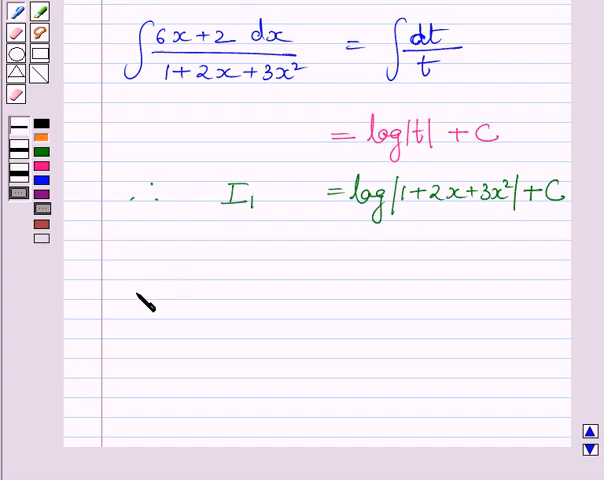 ∫ 6x+2 dx / 1+2x+3x² = ∫ dt / t
= log|t| + C
∴ I₁ = log|1+2x+3x²| + C